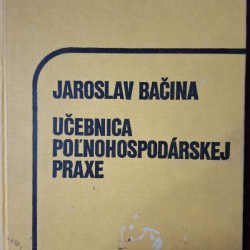 JAROSLAV BAČINA
UČEBNICA
POĽNOHOSPODÁRSKEJ
PRAXE